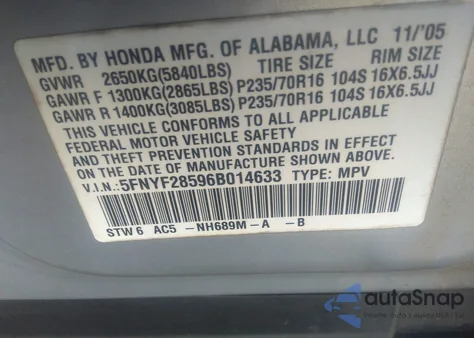 MFD. BY HONDA MFG. OF ALABAMA, LLC 11/'05
GVWR 2650KG(5840LBS) TIRE SIZE RIM SIZE
GAWR F 1300KG(2865LBS) P235/70R16 104S 16X6.5JJ
GAWR R 1400KG(3085LBS) P235/70R16 104S 16X6.5JJ
THIS VEHICLE CONFORMS TO ALL APPLICABLE
FEDERAL MOTOR VEHICLE SAFETY
AND THEFT PREVENTION STANDARDS IN EFFECT
ON THE DATE OF MANUFACTURE SHOWN ABOVE.
V.I.N.: 5FNYF28596B014633 TYPE: MPV
STW 6 AC5 -NH689M-A -B
autaSnap